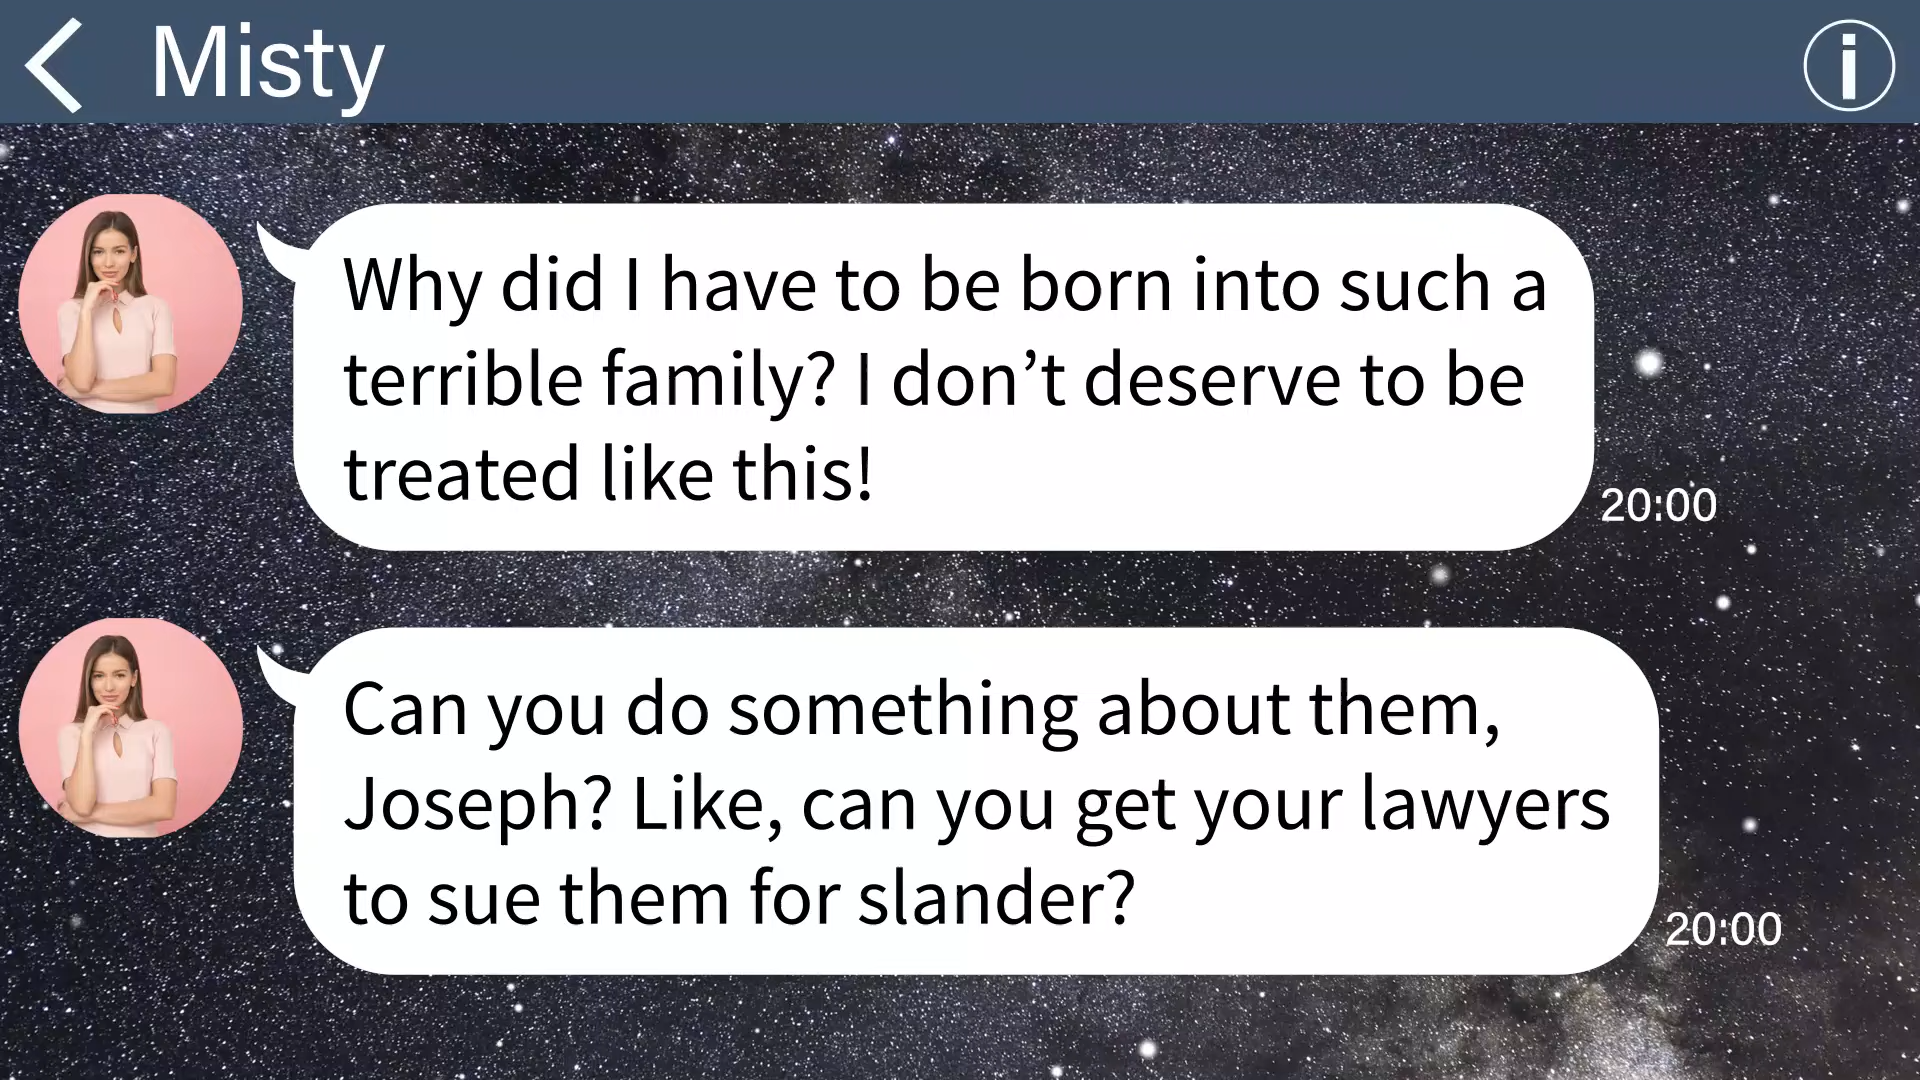 Misty
Why did I have to be born into such a
terrible family? I don’t deserve to be
treated like this!
20:00
Can you do something about them,
Joseph? Like, can you get your lawyers
to sue them for slander?
20:00